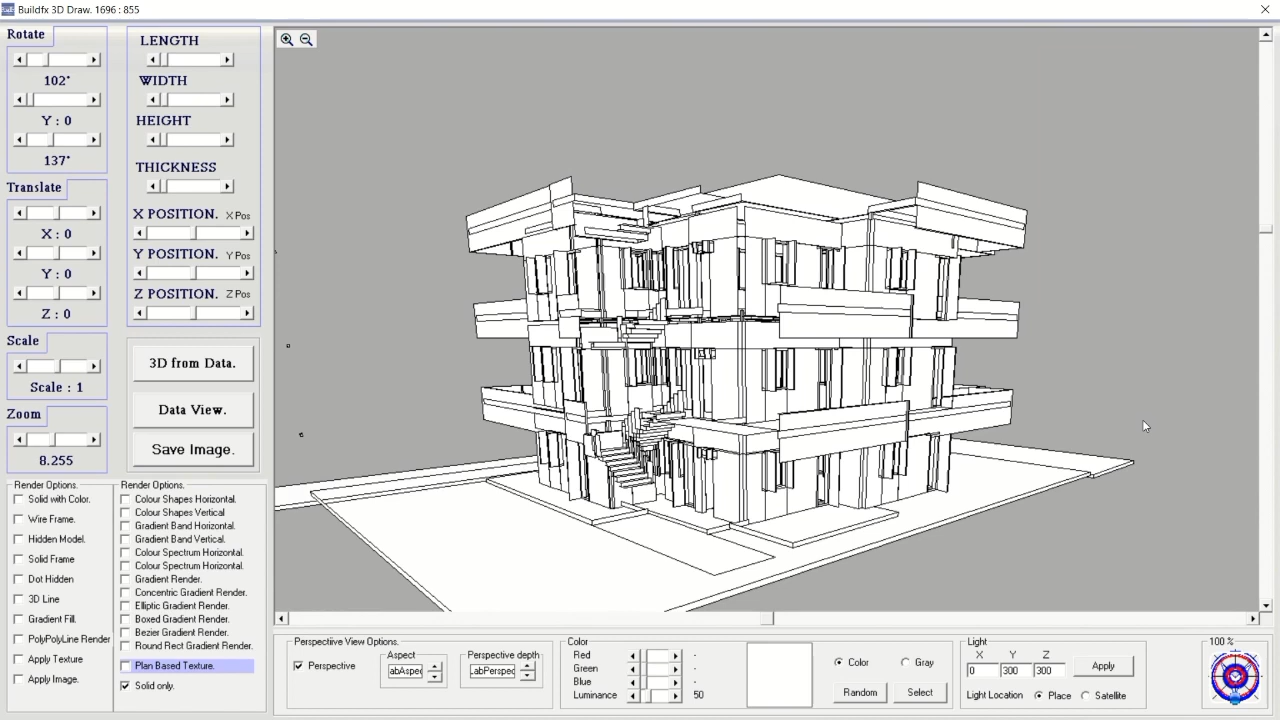 Buildfx 3D Draw. 1696 : 855
Rotate
102°
Y : 0
137°
Translate
X : 0
Y : 0
Z : 0
Scale
Scale : 1
Zoom
8.255
LENGTH
WIDTH
HEIGHT
THICKNESS
X POSITION. X Pos
Y POSITION. Y Pos
Z POSITION. Z Pos
3D from Data.
Data View.
Save Image.
Render Options.
Solid with Color.
Wire Frame.
Hidden Model.
Solid Frame
Dot Hidden
3D Line
Gradient Fill.
PolyPolyLine Render
Apply Texture
Apply Image.
Render Options.
Colour Shapes Horizontal.
Colour Shapes Vertical
Gradient Band Horizontal.
Gradient Band Vertical.
Colour Spectrum Horizontal.
Colour Spectrum Horizontal.
Gradient Render.
Concentric Gradient Render.
Elliptic Gradient Render.
Boxed Gradient Render.
Bezier Gradient Render.
Round Rect Gradient Render.
Plan Based Texture.
Solid only.
Perspective View Options.
Perspective
Aspect
abAspec
Perspective depth
.abPerspec
Color
Red -
Green -
Blue -
Luminance 50
Color Gray
Random Select
Light
X Y Z
0 300 300 Apply
Light Location Place Satellite
100 %